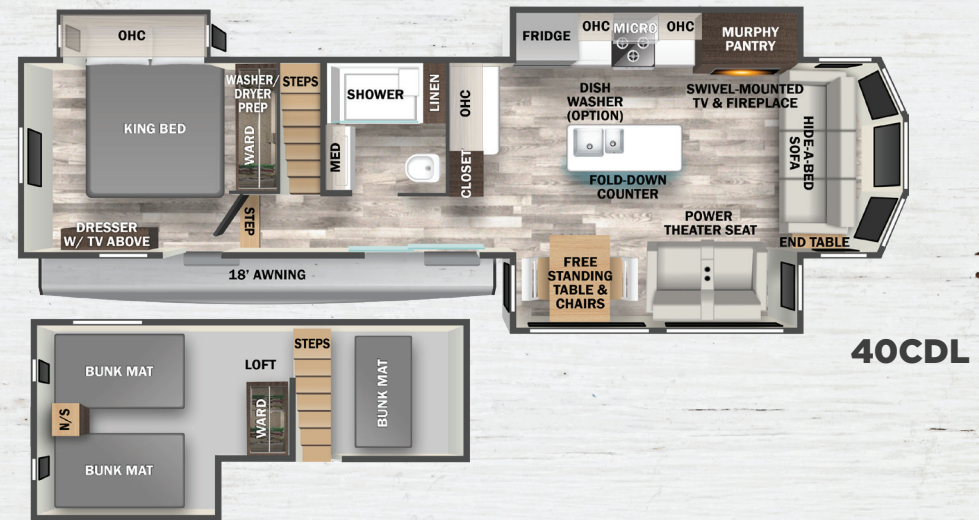 OHC
KING BED
WASHER/
DRYER
PREP
WARD
STEPS
SHOWER
LINEN
MED
OHC
CLOSET
STEP
DRESSER
W/ TV ABOVE
18' AWNING
FRIDGE
OHC
MICRO
OHC
MURPHY
PANTRY
SWIVEL-MOUNTED
TV & FIREPLACE
DISH
WASHER
(OPTION)
FOLD-DOWN
COUNTER
HIDE-A-BED
SOFA
POWER
THEATER SEAT
END TABLE
FREE
STANDING
TABLE &
CHAIRS
40CDL
BUNK MAT
N/S
BUNK MAT
LOFT
WARD
STEPS
BUNK MAT